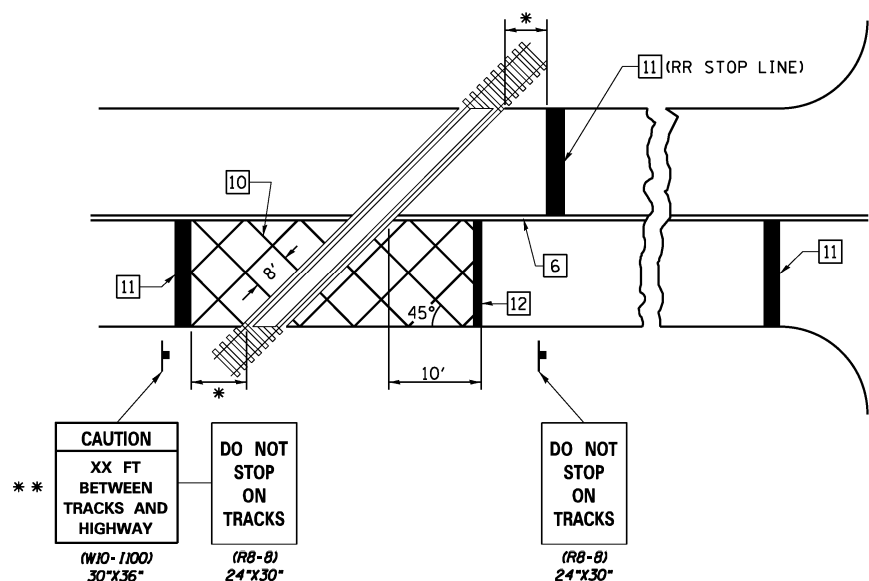 *
11 (RR STOP LINE)
10
8'
6
11
11
12
45°
10'
*
**
CAUTION
XX FT
BETWEEN
TRACKS AND
HIGHWAY
(W10-I100)
30"X36"
DO NOT
STOP
ON
TRACKS
(R8-8)
24"X30"
DO NOT
STOP
ON
TRACKS
(R8-8)
24"X30"